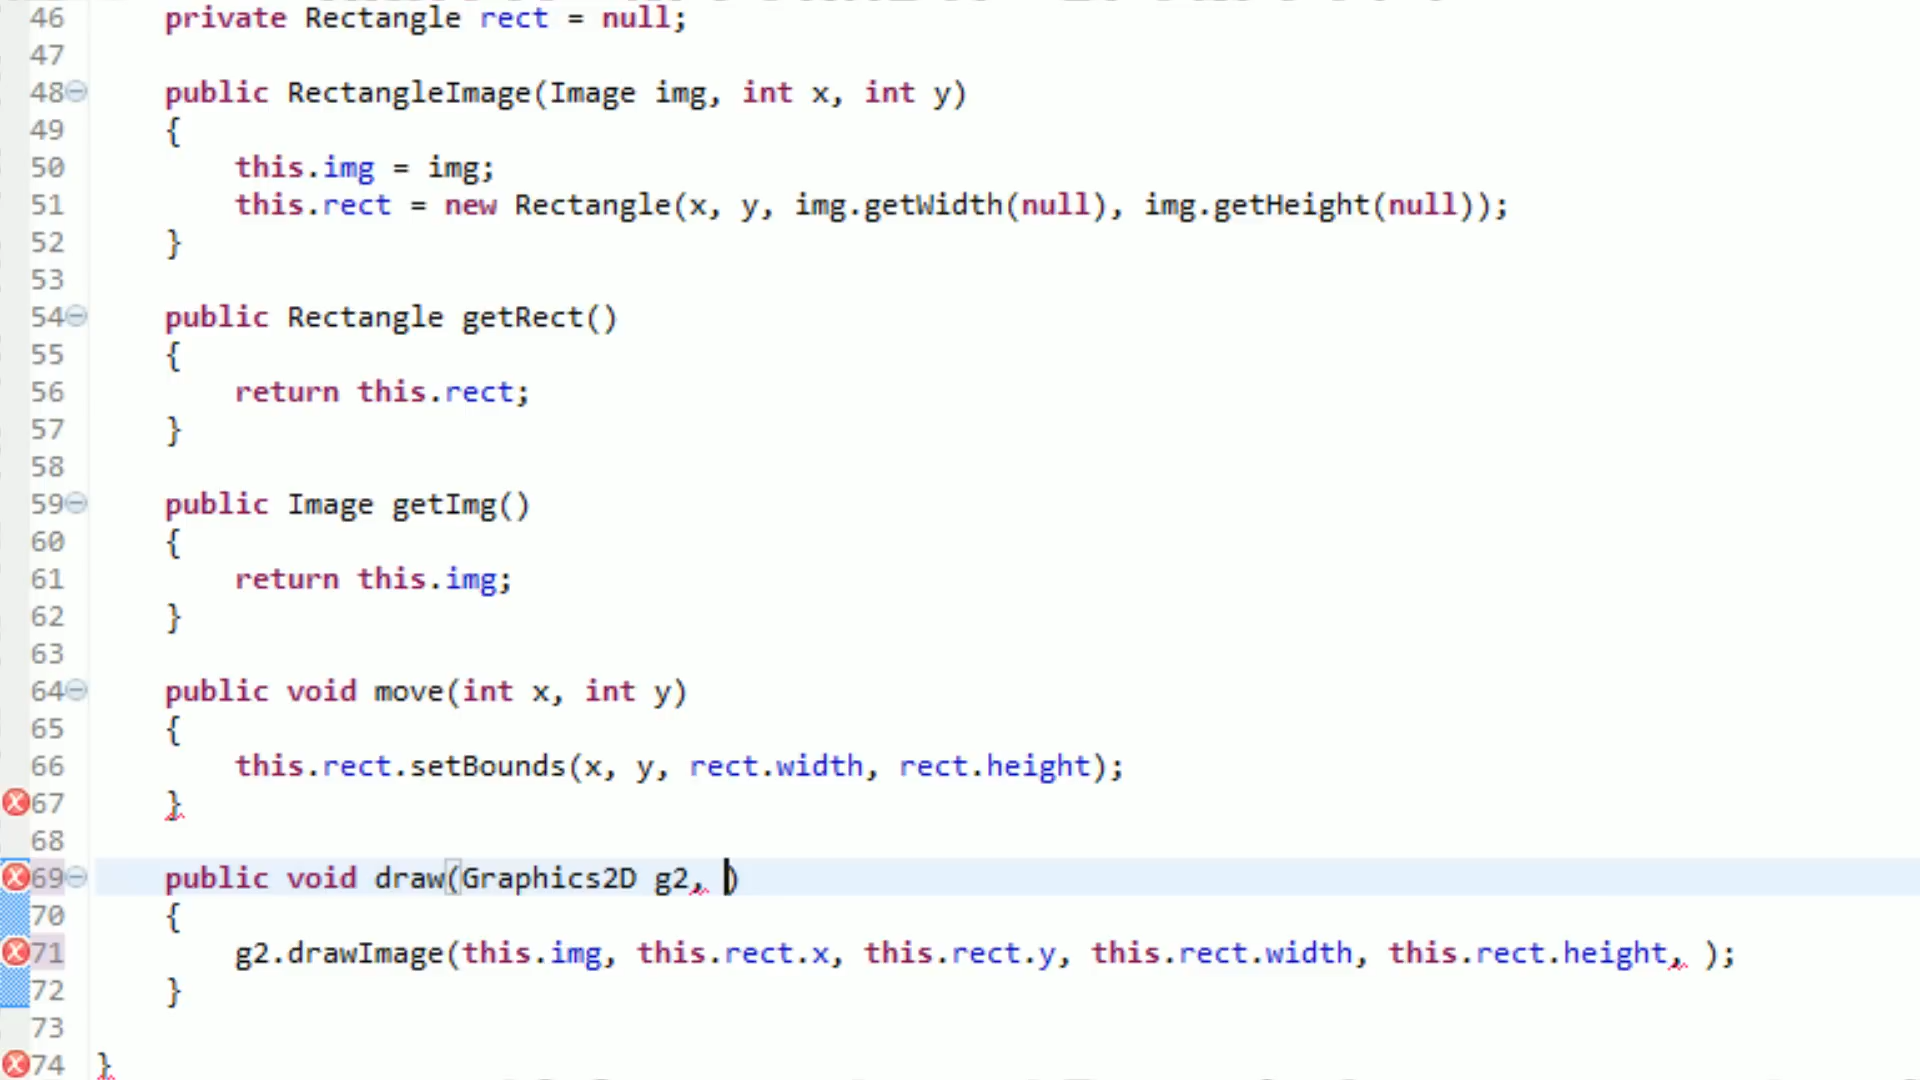 46 private Rectangle rect = null;
47
48 public RectangleImage(Image img, int x, int y)
49 {
50 this.img = img;
51 this.rect = new Rectangle(x, y, img.getWidth(null), img.getHeight(null));
52 }
53
54 public Rectangle getRect()
55 {
56 return this.rect;
57 }
58
59 public Image getImg()
60 {
61 return this.img;
62 }
63
64 public void move(int x, int y)
65 {
66 this.rect.setBounds(x, y, rect.width, rect.height);
67 }
68
69 public void draw(Graphics2D g2, )
70 {
71 g2.drawImage(this.img, this.rect.x, this.rect.y, this.rect.width, this.rect.height, );
72 }
73
74 }